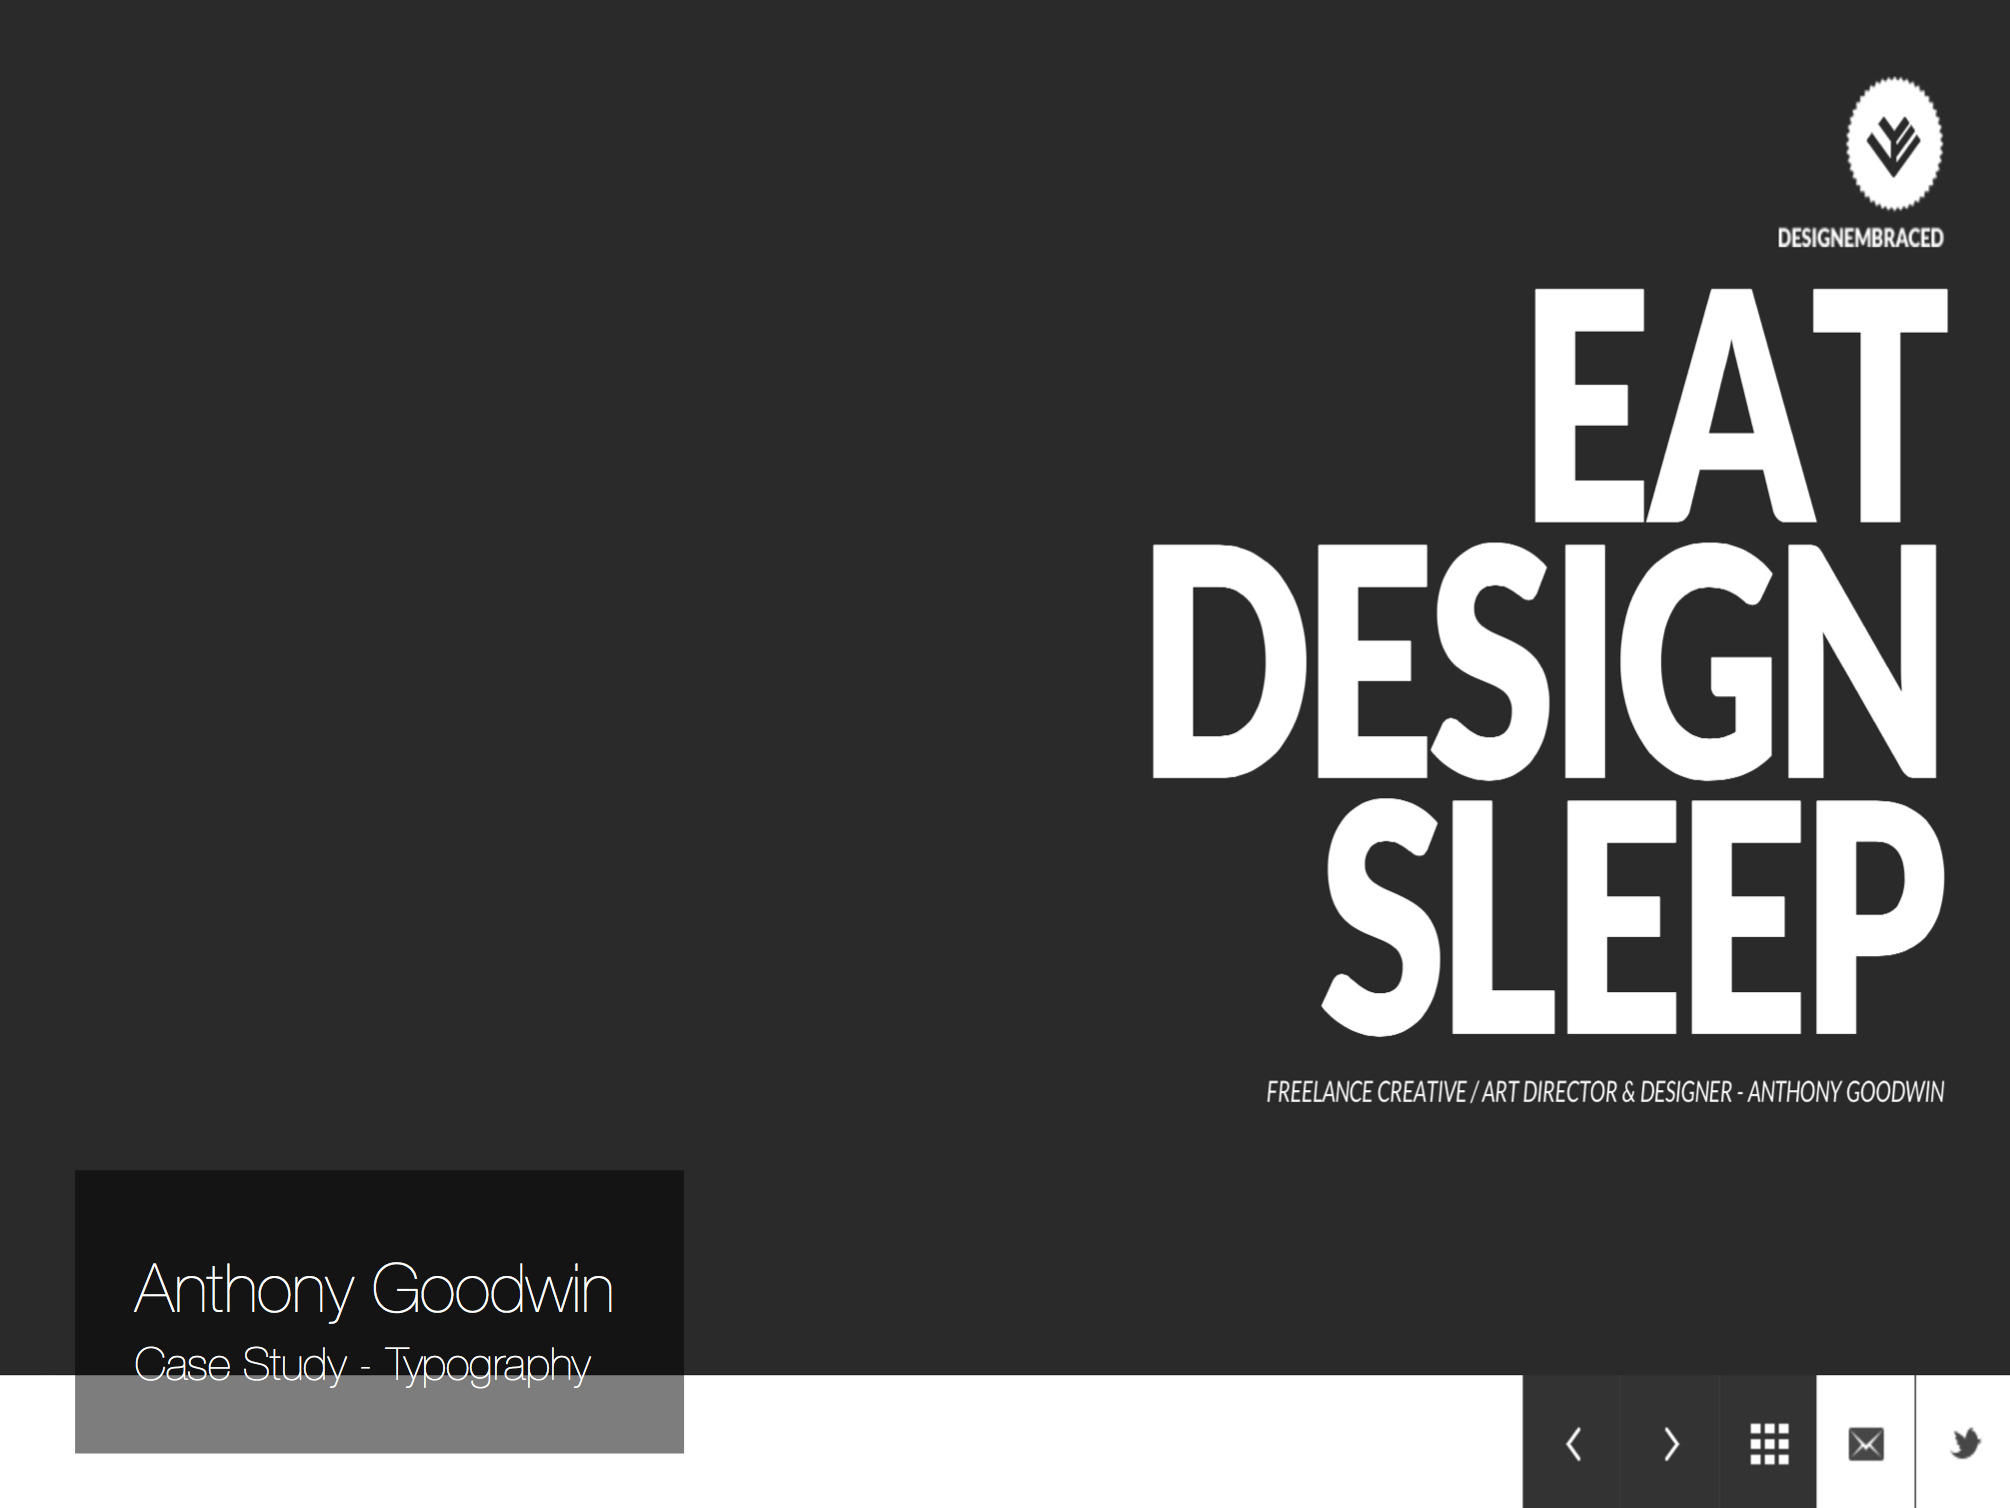 DESIGNEMBRACED
EAT
DESIGN
SLEEP
FREELANCE CREATIVE / ART DIRECTOR & DESIGNER - ANTHONY GOODWIN
Anthony Goodwin
Case Study - Typography